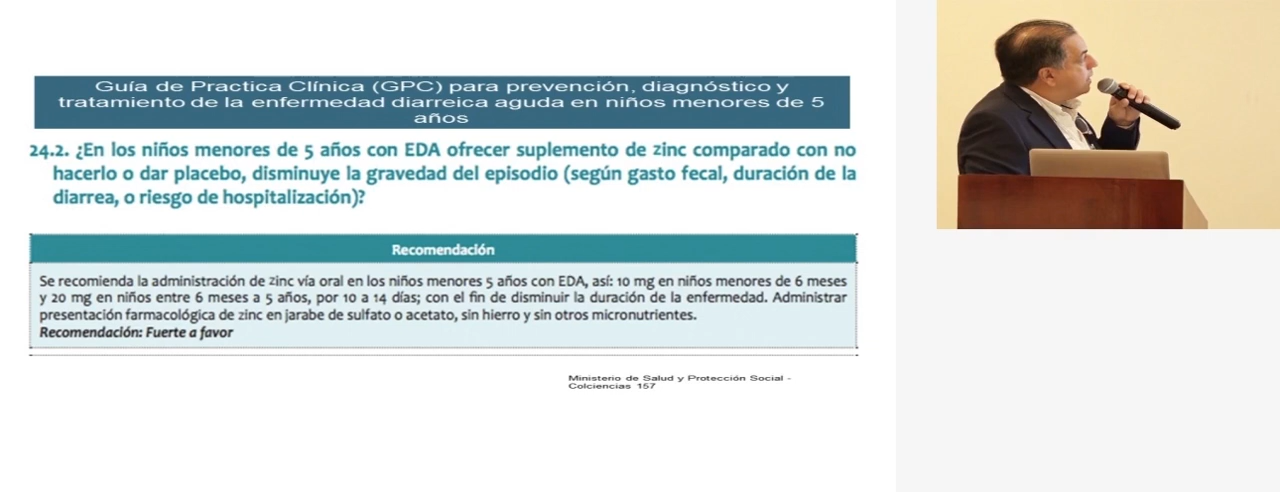 Guía de Practica Clínica (GPC) para prevención, diagnóstico y
tratamiento de la enfermedad diarreica aguda en niños menores de 5
años
24.2. ¿En los niños menores de 5 años con EDA ofrecer suplemento de zinc comparado con no
hacerlo o dar placebo, disminuye la gravedad del episodio (según gasto fecal, duración de la
diarrea, o riesgo de hospitalización)?
Recomendación
Se recomienda la administración de zinc vía oral en los niños menores 5 años con EDA, así: 10 mg en niños menores de 6 meses
y 20 mg en niños entre 6 meses a 5 años, por 10 a 14 días; con el fin de disminuir la duración de la enfermedad. Administrar
presentación farmacológica de zinc en jarabe de sulfato o acetato, sin hierro y sin otros micronutrientes.
Recomendación: Fuerte a favor
Ministerio de Salud y Protección Social -
Colciencias 157